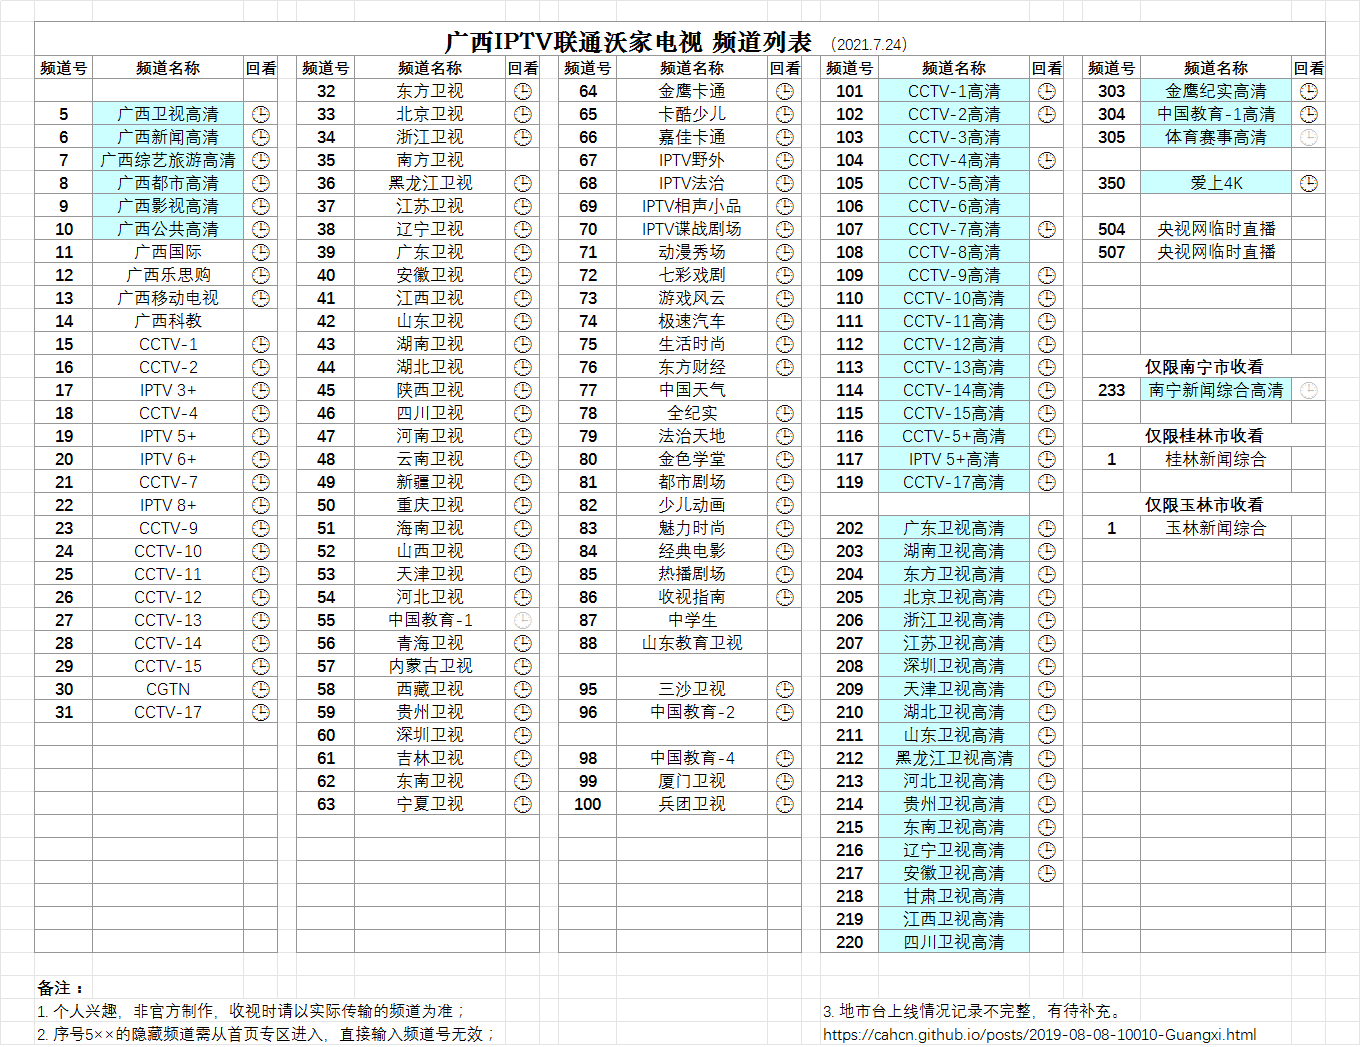 广西IPTV联通沃家电视 频道列表 （2021.7.24）
频道号 频道名称 回看
5 广西卫视高清
6 广西新闻高清
7 广西综艺旅游高清
8 广西都市高清
9 广西影视高清
10 广西公共高清
11 广西国际
12 广西乐思购
13 广西移动电视
14 广西科教
15 CCTV-1
16 CCTV-2
17 IPTV 3+
18 CCTV-4
19 IPTV 5+
20 IPTV 6+
21 CCTV-7
22 IPTV 8+
23 CCTV-9
24 CCTV-10
25 CCTV-11
26 CCTV-12
27 CCTV-13
28 CCTV-14
29 CCTV-15
30 CGTN
31 CCTV-17
频道号 频道名称 回看
32 东方卫视
33 北京卫视
34 浙江卫视
35 南方卫视
36 黑龙江卫视
37 江苏卫视
38 辽宁卫视
39 广东卫视
40 安徽卫视
41 江西卫视
42 山东卫视
43 湖南卫视
44 湖北卫视
45 陕西卫视
46 四川卫视
47 河南卫视
48 云南卫视
49 新疆卫视
50 重庆卫视
51 海南卫视
52 山西卫视
53 天津卫视
54 河北卫视
55 中国教育-1
56 青海卫视
57 内蒙古卫视
58 西藏卫视
59 贵州卫视
60 深圳卫视
61 吉林卫视
62 东南卫视
63 宁夏卫视
频道号 频道名称 回看
64 金鹰卡通
65 卡酷少儿
66 嘉佳卡通
67 IPTV野外
68 IPTV法治
69 IPTV相声小品
70 IPTV谍战剧场
71 动漫秀场
72 七彩戏剧
73 游戏风云
74 极速汽车
75 生活时尚
76 东方财经
77 中国天气
78 全纪实
79 法治天地
80 金色学堂
81 都市剧场
82 少儿动画
83 魅力时尚
84 经典电影
85 热播剧场
86 收视指南
87 中学生
88 山东教育卫视
95 三沙卫视
96 中国教育-2
98 中国教育-4
99 厦门卫视
100 兵团卫视
频道号 频道名称 回看
101 CCTV-1高清
102 CCTV-2高清
103 CCTV-3高清
104 CCTV-4高清
105 CCTV-5高清
106 CCTV-6高清
107 CCTV-7高清
108 CCTV-8高清
109 CCTV-9高清
110 CCTV-10高清
111 CCTV-11高清
112 CCTV-12高清
113 CCTV-13高清
114 CCTV-14高清
115 CCTV-15高清
116 CCTV-5+高清
117 IPTV 5+高清
119 CCTV-17高清
202 广东卫视高清
203 湖南卫视高清
204 东方卫视高清
205 北京卫视高清
206 浙江卫视高清
207 江苏卫视高清
208 深圳卫视高清
209 天津卫视高清
210 湖北卫视高清
211 山东卫视高清
212 黑龙江卫视高清
213 河北卫视高清
214 贵州卫视高清
215 东南卫视高清
216 辽宁卫视高清
217 安徽卫视高清
218 甘肃卫视高清
219 江西卫视高清
220 四川卫视高清
频道号 频道名称 回看
303 金鹰纪实高清
304 中国教育-1高清
305 体育赛事高清
350 爱上4K
504 央视网临时直播
507 央视网临时直播
仅限南宁市收看
233 南宁新闻综合高清
仅限桂林市收看
1 桂林新闻综合
仅限玉林市收看
1 玉林新闻综合
备注：
1. 个人兴趣，非官方制作，收视时请以实际传输的频道为准；
2. 序号5××的隐藏频道需从首页专区进入，直接输入频道号无效；
3. 地市台上线情况记录不完整，有待补充。
https://cahcn.github.io/posts/2019-08-08-10010-Guangxi.html